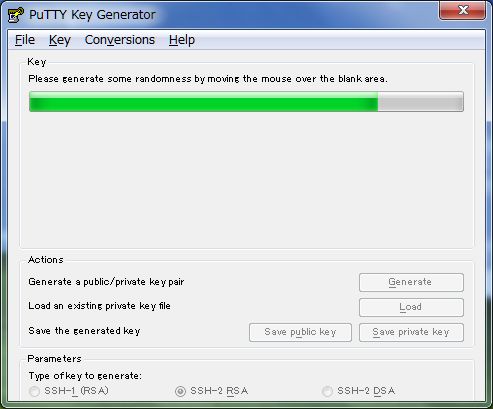 PuTTY Key Generator
File Key Conversions Help
Key
Please generate some randomness by moving the mouse over the blank area.
Actions
Generate a public/private key pair
Generate
Load an existing private key file
Load
Save the generated key
Save public key
Save private key
Parameters
Type of key to generate:
SSH-1 (RSA)
SSH-2 RSA
SSH-2 DSA